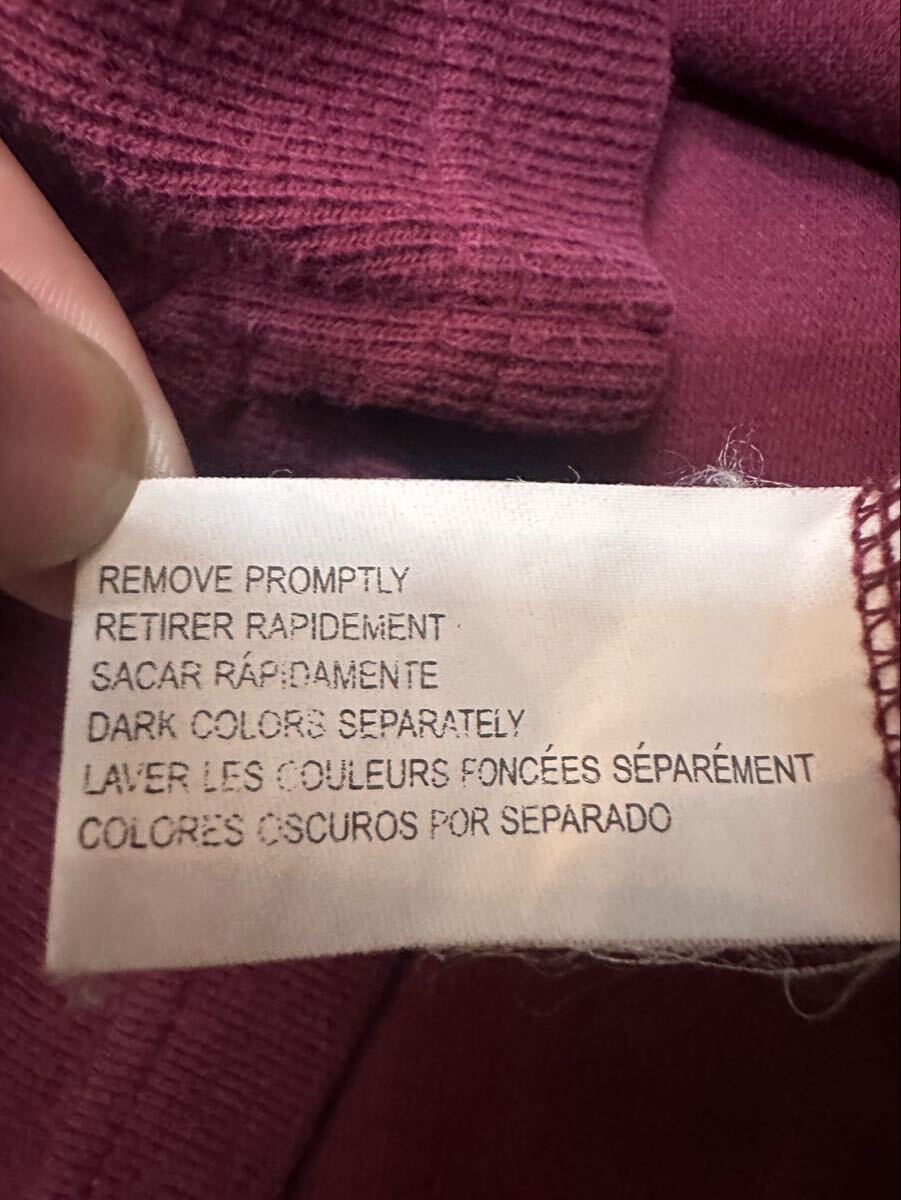 REMOVE PROMPTLY
RETIRER RAPIDEMENT
SACAR RÁPIDAMENTE
DARK COLORS SEPARATELY
LAVER LES COULEURS FONCÉES SÉPARÉMENT
COLORES OSCUROS POR SEPARADO